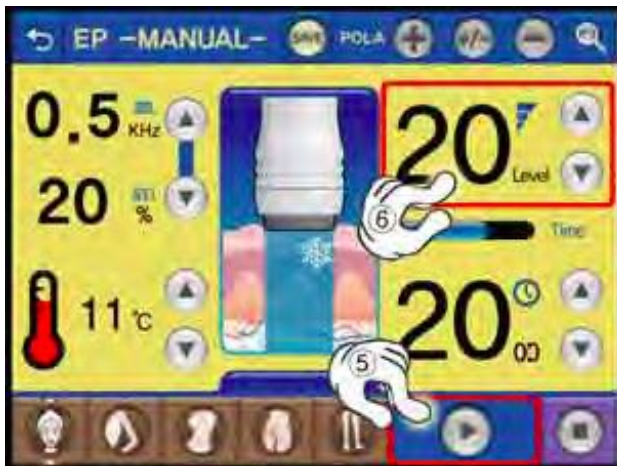 EP -MANUAL- SAVE POLA + +/- -
0.5 KHz
20 %
11 °C
20 Level
⑥
Time
20 00
⑤